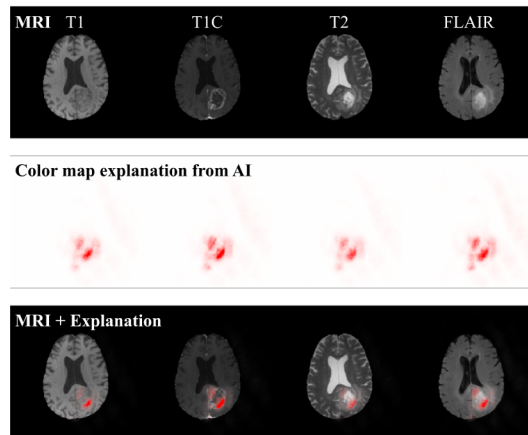 MRI T1 T1C T2 FLAIR
Color map explanation from AI
MRI + Explanation